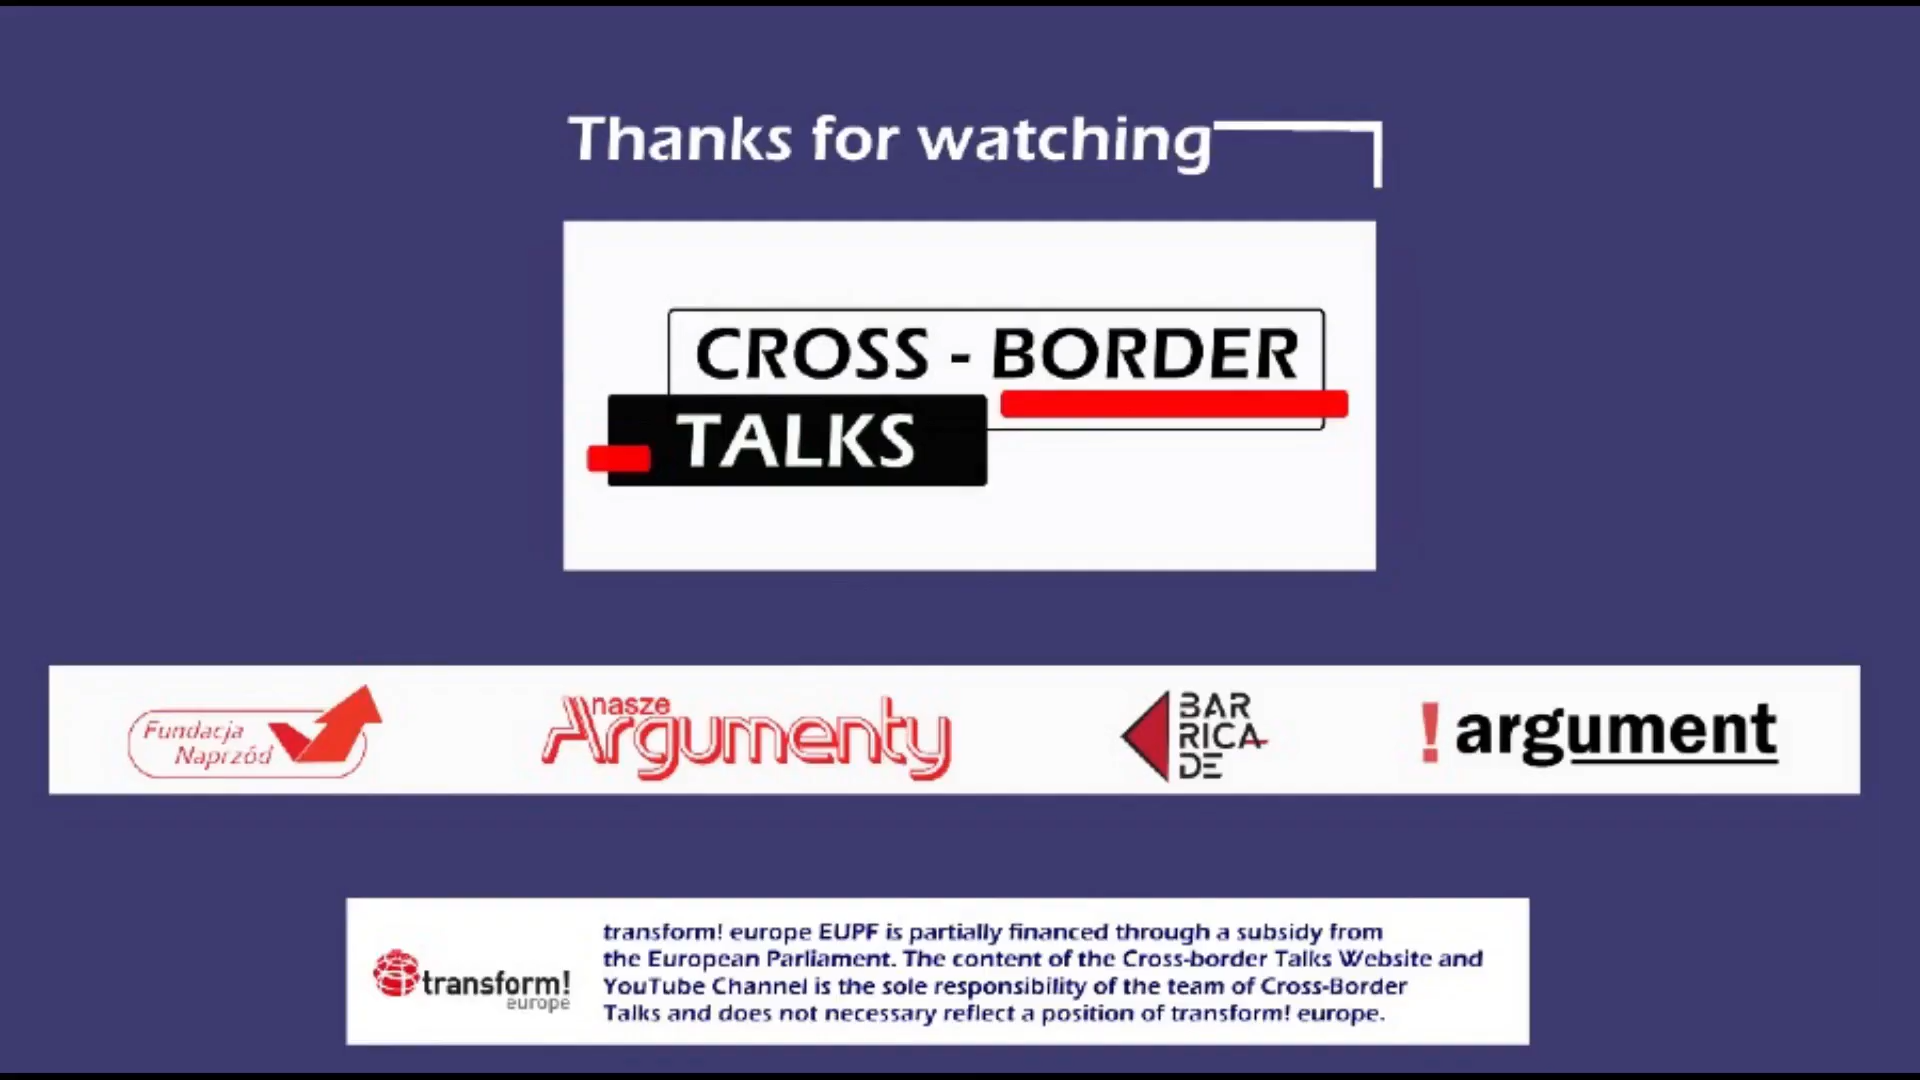 Thanks for watching
CROSS - BORDER
TALKS
Fundacja
Naprzód
nasze
Argumenty
BAR
RICA
DE
! argument
transform!
europe
transform! europe EUPF is partially financed through a subsidy from
the European Parliament. The content of the Cross-border Talks Website and
YouTube Channel is the sole responsibility of the team of Cross-Border
Talks and does not necessary reflect a position of transform! europe.